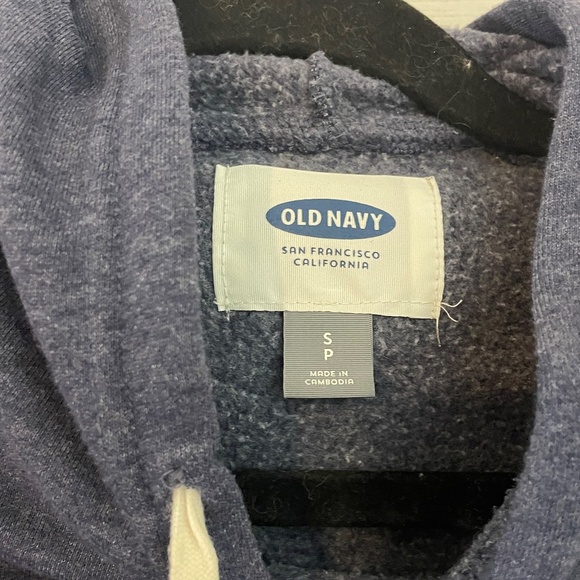 OLD NAVY
SAN FRANCISCO
CALIFORNIA
S
P
MADE IN
CAMBODIA